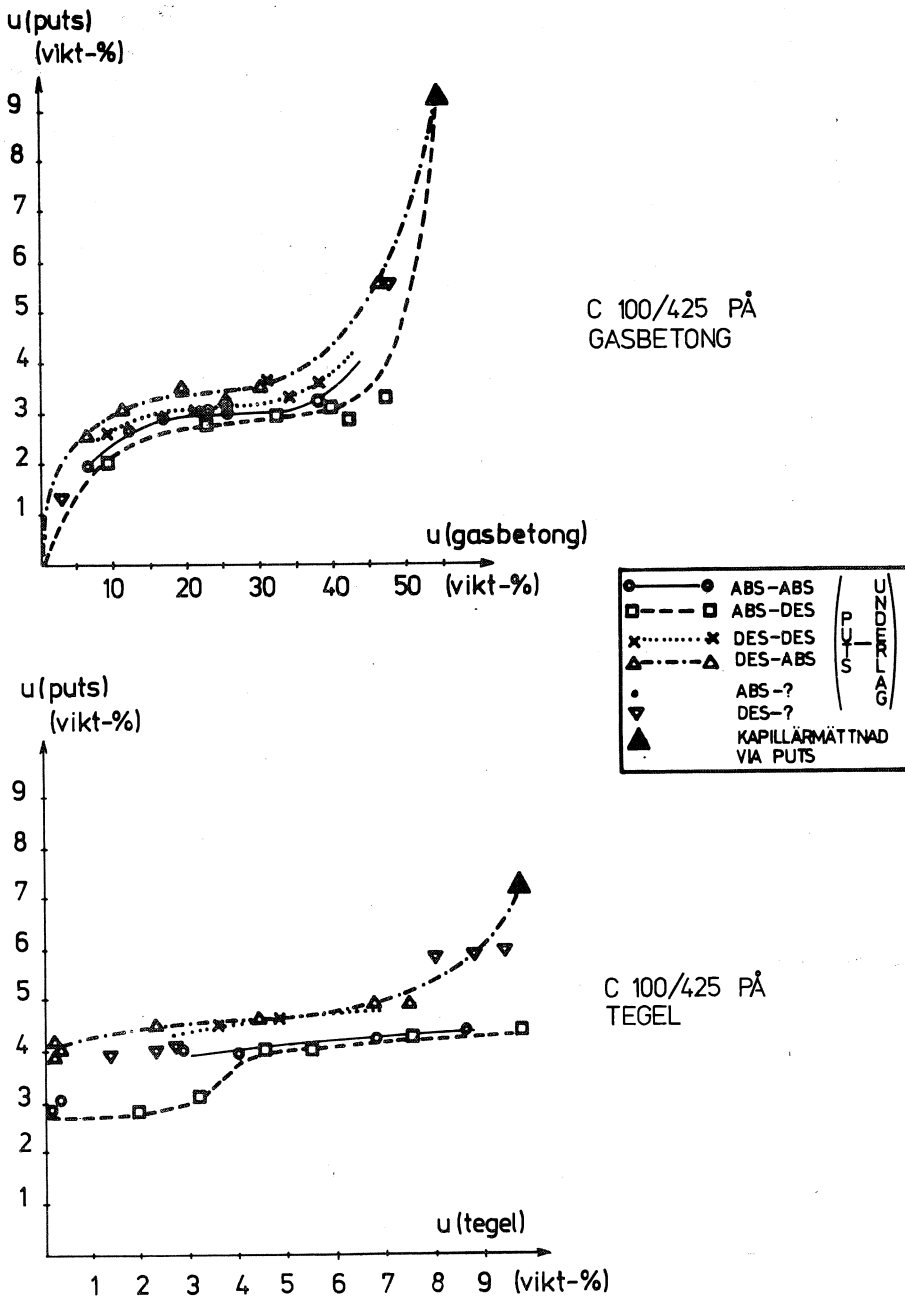 u (puts)
(vikt-%)
9
8
7
6
5
4
3
2
1
10 20 30 40 50
u (gasbetong)
(vikt-%)
C 100/425 PÅ
GASBETONG
ABS-ABS
ABS-DES
DES-DES
DES-ABS
ABS-?
DES-?
KAPILLÄRMÄTTNAD
VIA PUTS
PUTS
UNDERLAG
u (puts)
(vikt-%)
9
8
7
6
5
4
3
2
1
u (tegel)
1 2 3 4 5 6 7 8 9 (vikt-%)
C 100/425 PÅ
TEGEL